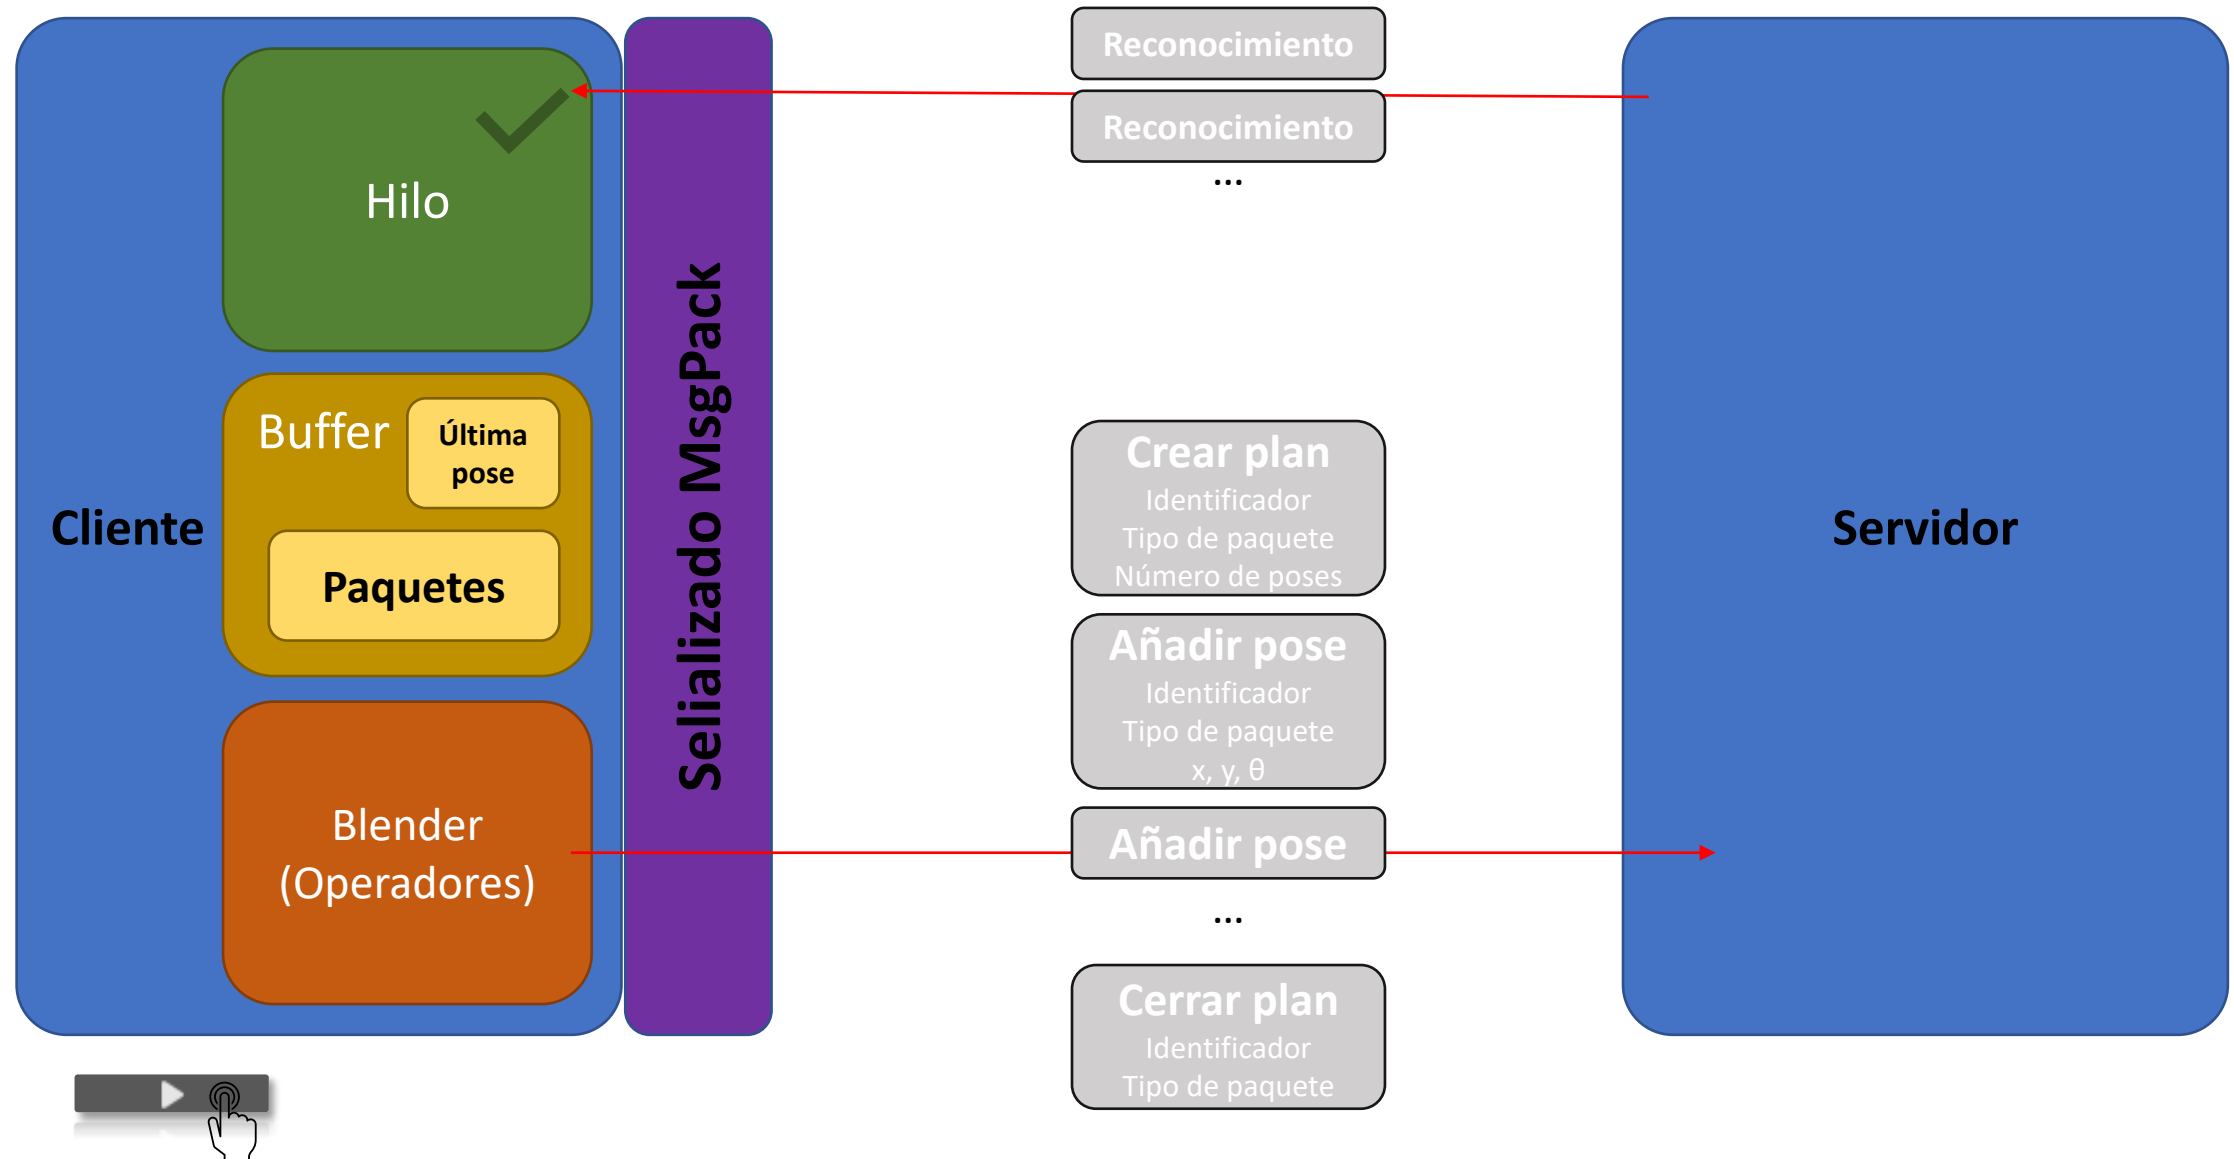 Cliente
Hilo
Buffer
Última
pose
Paquetes
Blender
(Operadores)
Selializado MsgPack
Reconocimiento
Reconocimiento
...
Crear plan
Identificador
Tipo de paquete
Número de poses
Añadir pose
Identificador
Tipo de paquete
x, y, θ
Añadir pose
...
Cerrar plan
Identificador
Tipo de paquete
Servidor